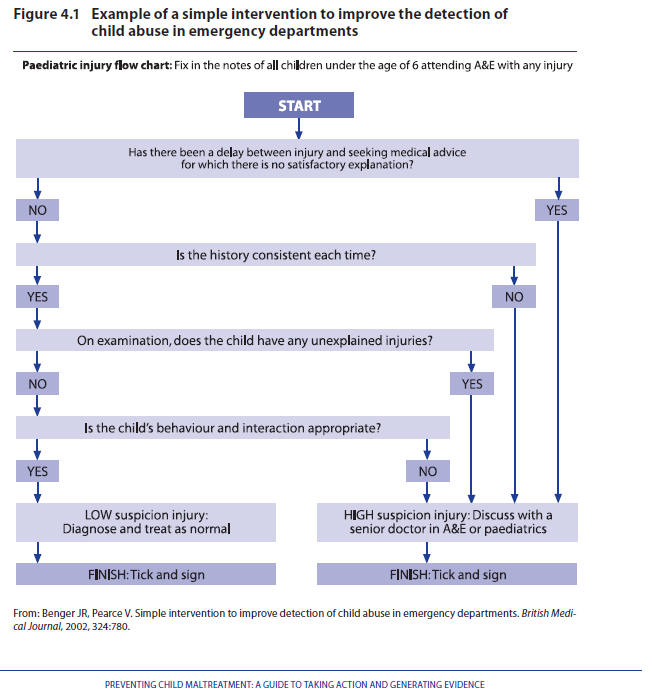 Figure 4.1 Example of a simple intervention to improve the detection of
child abuse in emergency departments
Paediatric injury flow chart: Fix in the notes of all children under the age of 6 attending A&E with any injury
START
Has there been a delay between injury and seeking medical advice
for which there is no satisfactory explanation?
NO
YES
Is the history consistent each time?
YES
NO
On examination, does the child have any unexplained injuries?
NO
YES
Is the child's behaviour and interaction appropriate?
YES
NO
LOW suspicion injury:
Diagnose and treat as normal
HIGH suspicion injury: Discuss with a
senior doctor in A&E or paediatrics
FINISH: Tick and sign
FINISH: Tick and sign
From: Benger JR, Pearce V. Simple intervention to improve detection of child abuse in emergency departments. British Medi-
cal Journal, 2002, 324:780.
PREVENTING CHILD MALTREATMENT: A GUIDE TO TAKING ACTION AND GENERATING EVIDENCE